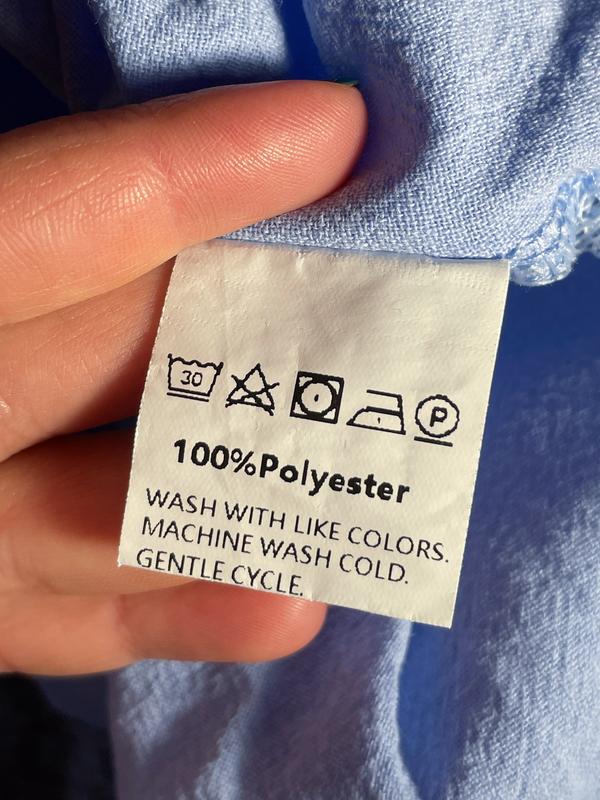 30 P
100%Polyester
WASH WITH LIKE COLORS.
MACHINE WASH COLD.
GENTLE CYCLE.